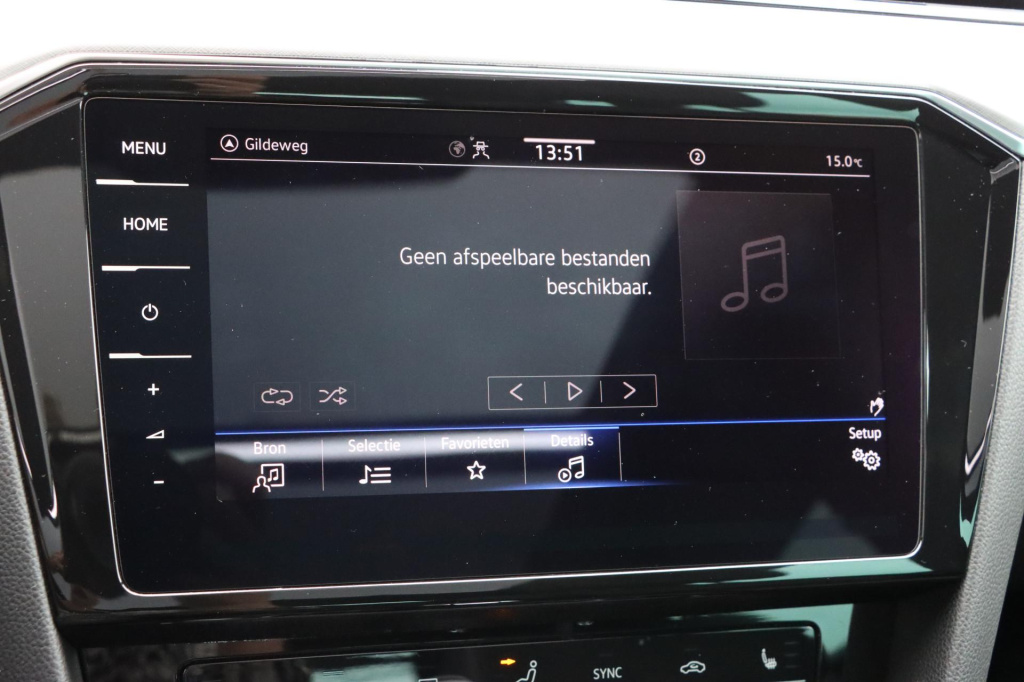 MENU
Gildeweg
13:51
2
15.0°C
HOME
Geen afspeelbare bestanden
beschikbaar.
+
-
Bron
Selectie
Favorieten
Details
Setup
SYNC